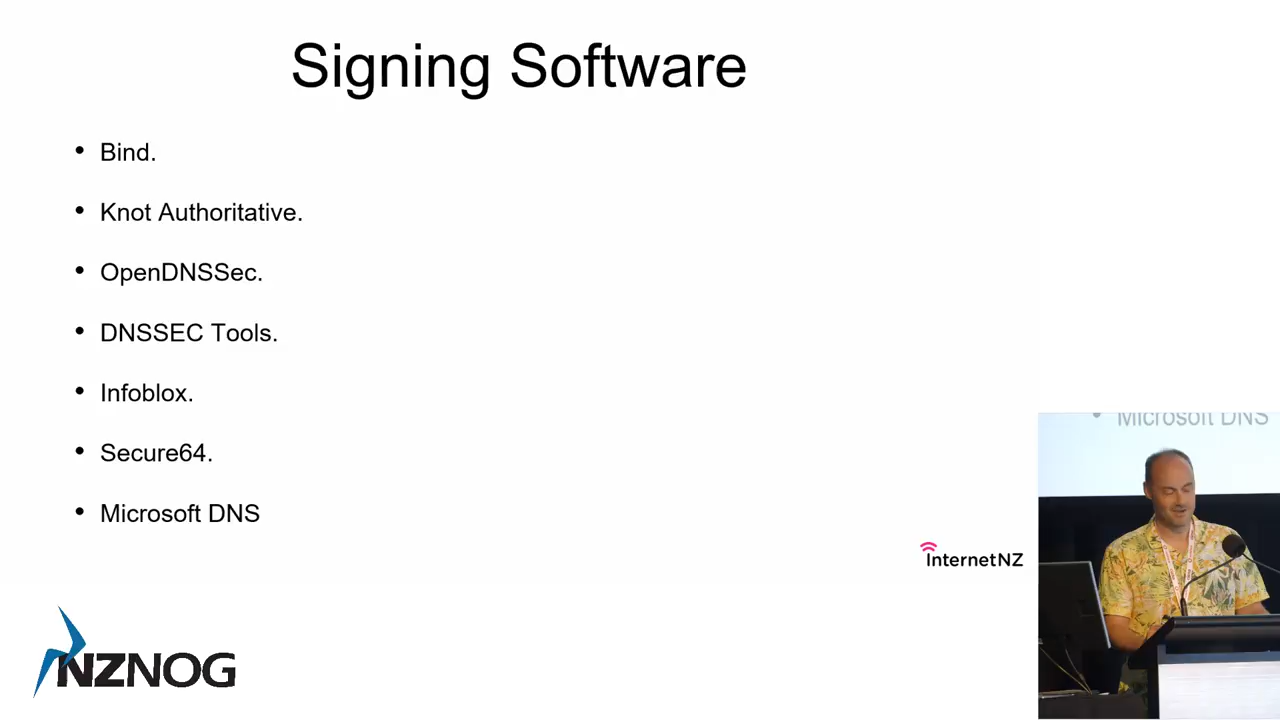 Signing Software
• Bind.
• Knot Authoritative.
• OpenDNSSec.
• DNSSEC Tools.
• Infoblox.
• Secure64.
• Microsoft DNS
• Microsoft DNS
InternetNZ
NZNOG